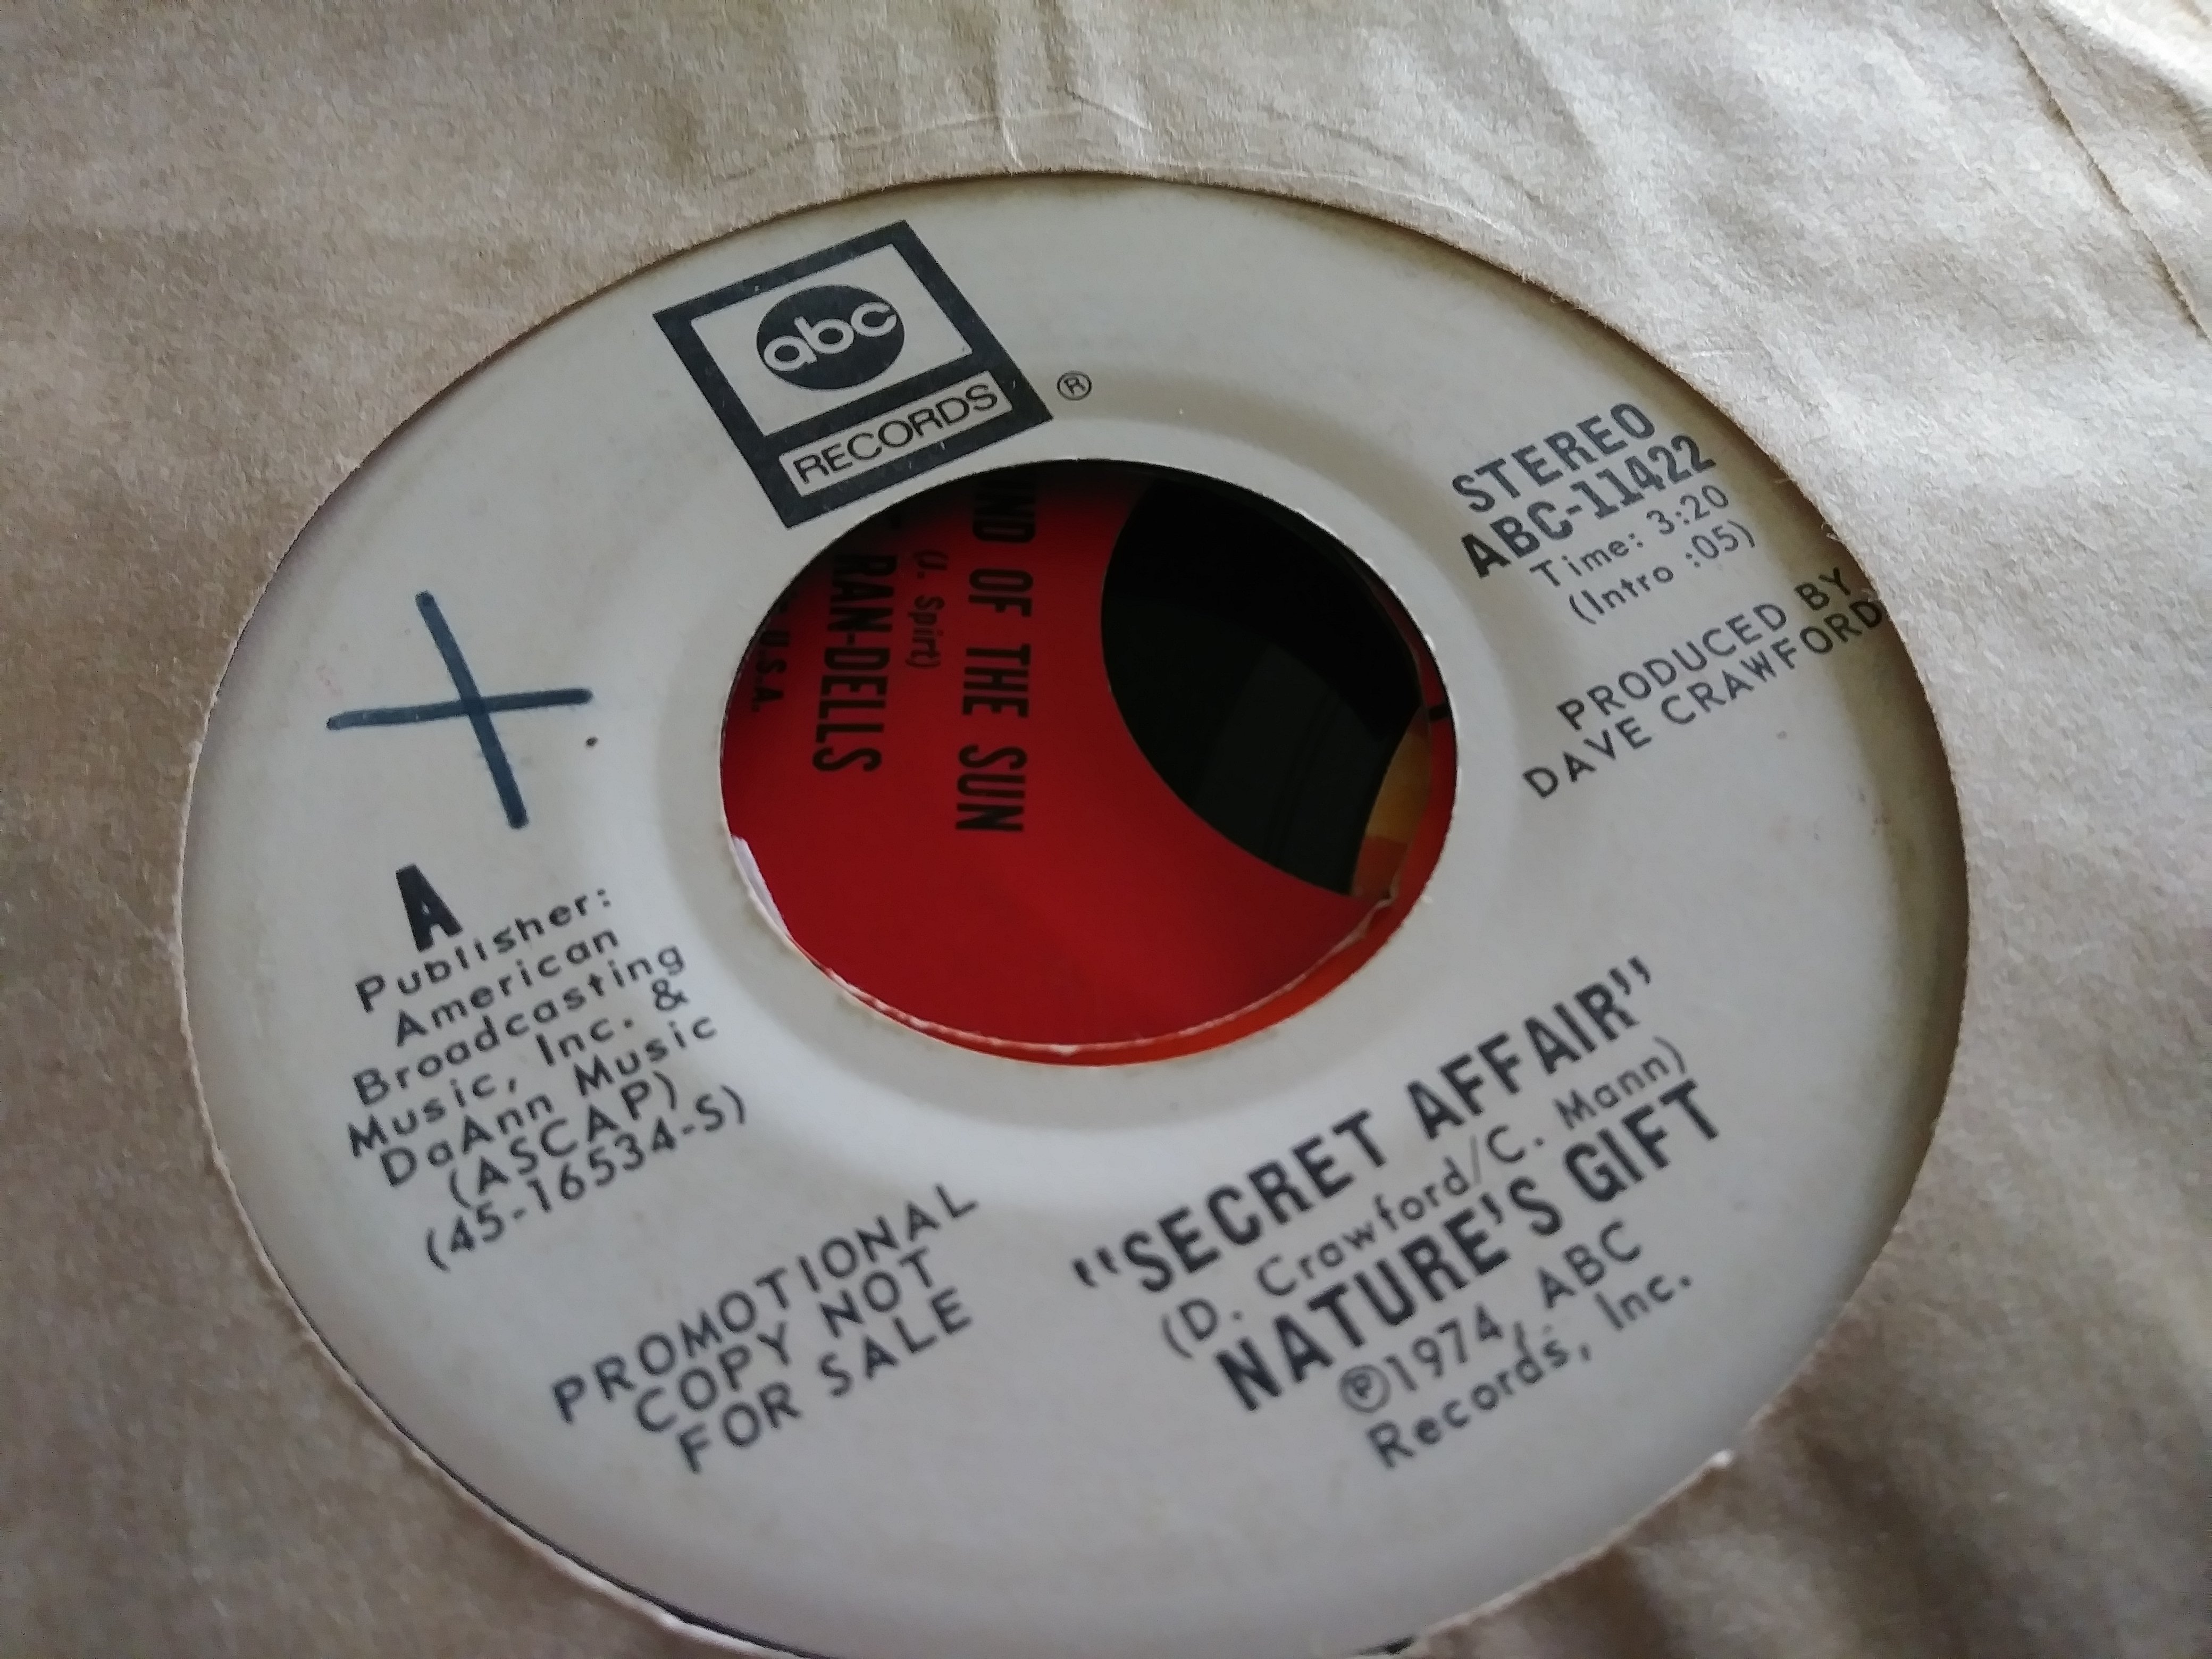 abc
RECORDS
®
STEREO
ABC-11422
Time: 3:20
(Intro :05)
PRODUCED BY
DAVE CRAWFORD
A
Publisher:
American
Broadcasting
Music, Inc. &
DaAnn Music
(ASCAP)
(45-16534-S)
PROMOTIONAL
COPY NOT
FOR SALE
"SECRET AFFAIR"
(D. Crawford/C. Mann)
NATURE'S GIFT
℗1974, ABC
Records, Inc.
OF THE SUN
(J. Spirt)
RAN-DELLS
U.S.A.